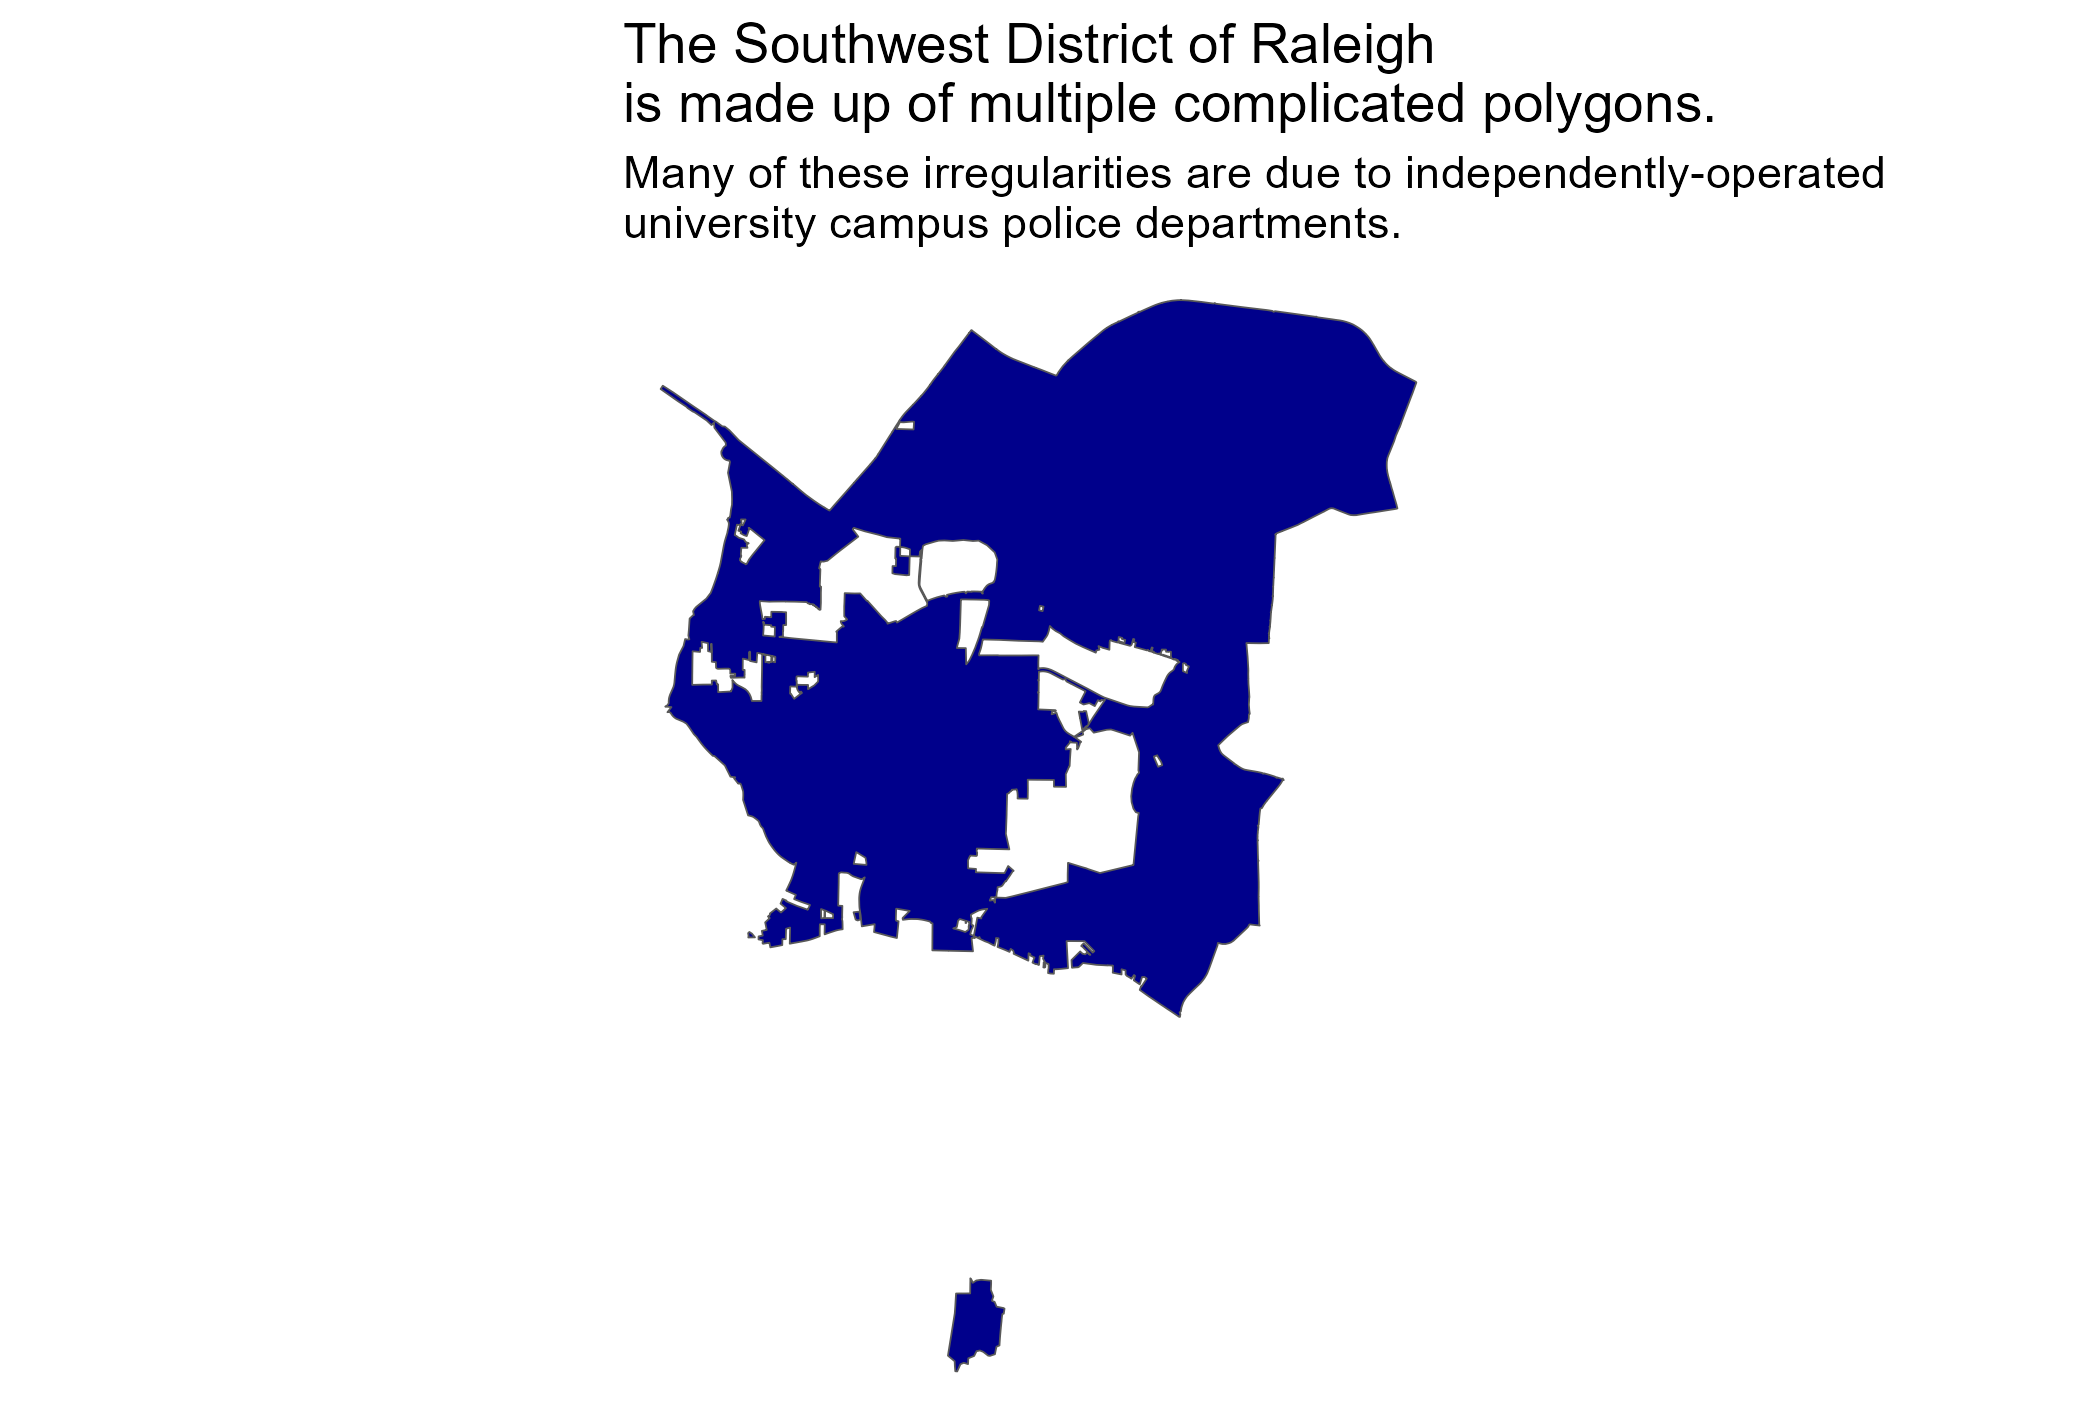 The Southwest District of Raleigh
is made up of multiple complicated polygons.
Many of these irregularities are due to independently-operated
university campus police departments.